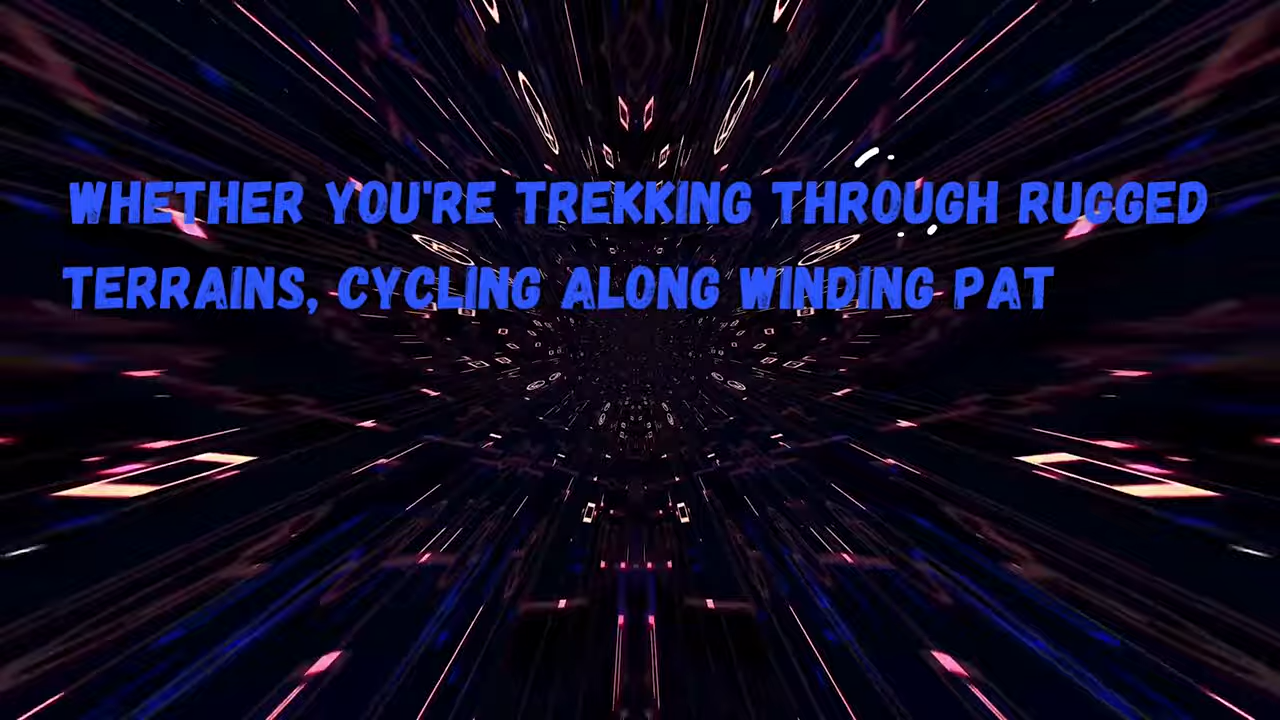 WHETHER YOU'RE TREKKING THROUGH RUGGED
TERRAINS, CYCLING ALONG WINDING PAT